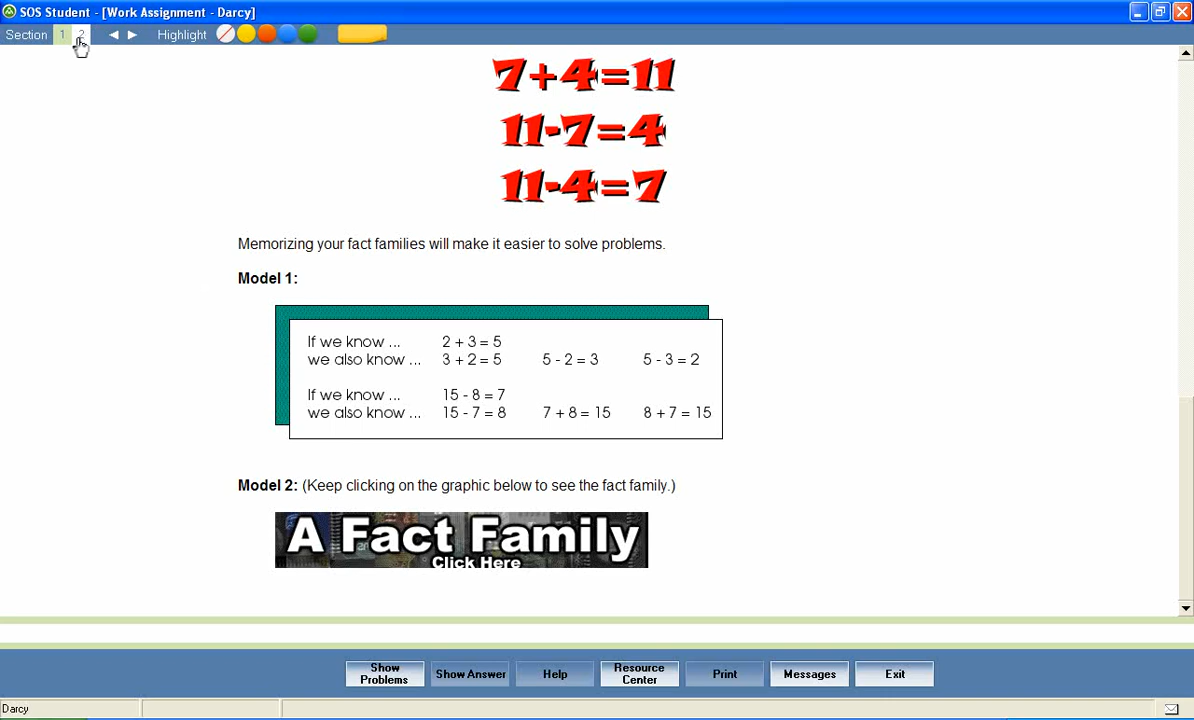 SOS Student - [Work Assignment - Darcy]
Section 1 2 Highlight
7+4=11
11-7=4
11-4=7
Memorizing your fact families will make it easier to solve problems.
Model 1:
If we know ... 2 + 3 = 5
we also know ... 3 + 2 = 5 5 - 2 = 3 5 - 3 = 2
If we know ... 15 - 8 = 7
we also know ... 15 - 7 = 8 7 + 8 = 15 8 + 7 = 15
Model 2: (Keep clicking on the graphic below to see the fact family.)
A Fact Family
Click Here
Show Problems Show Answer Help Resource Center Print Messages Exit
Darcy